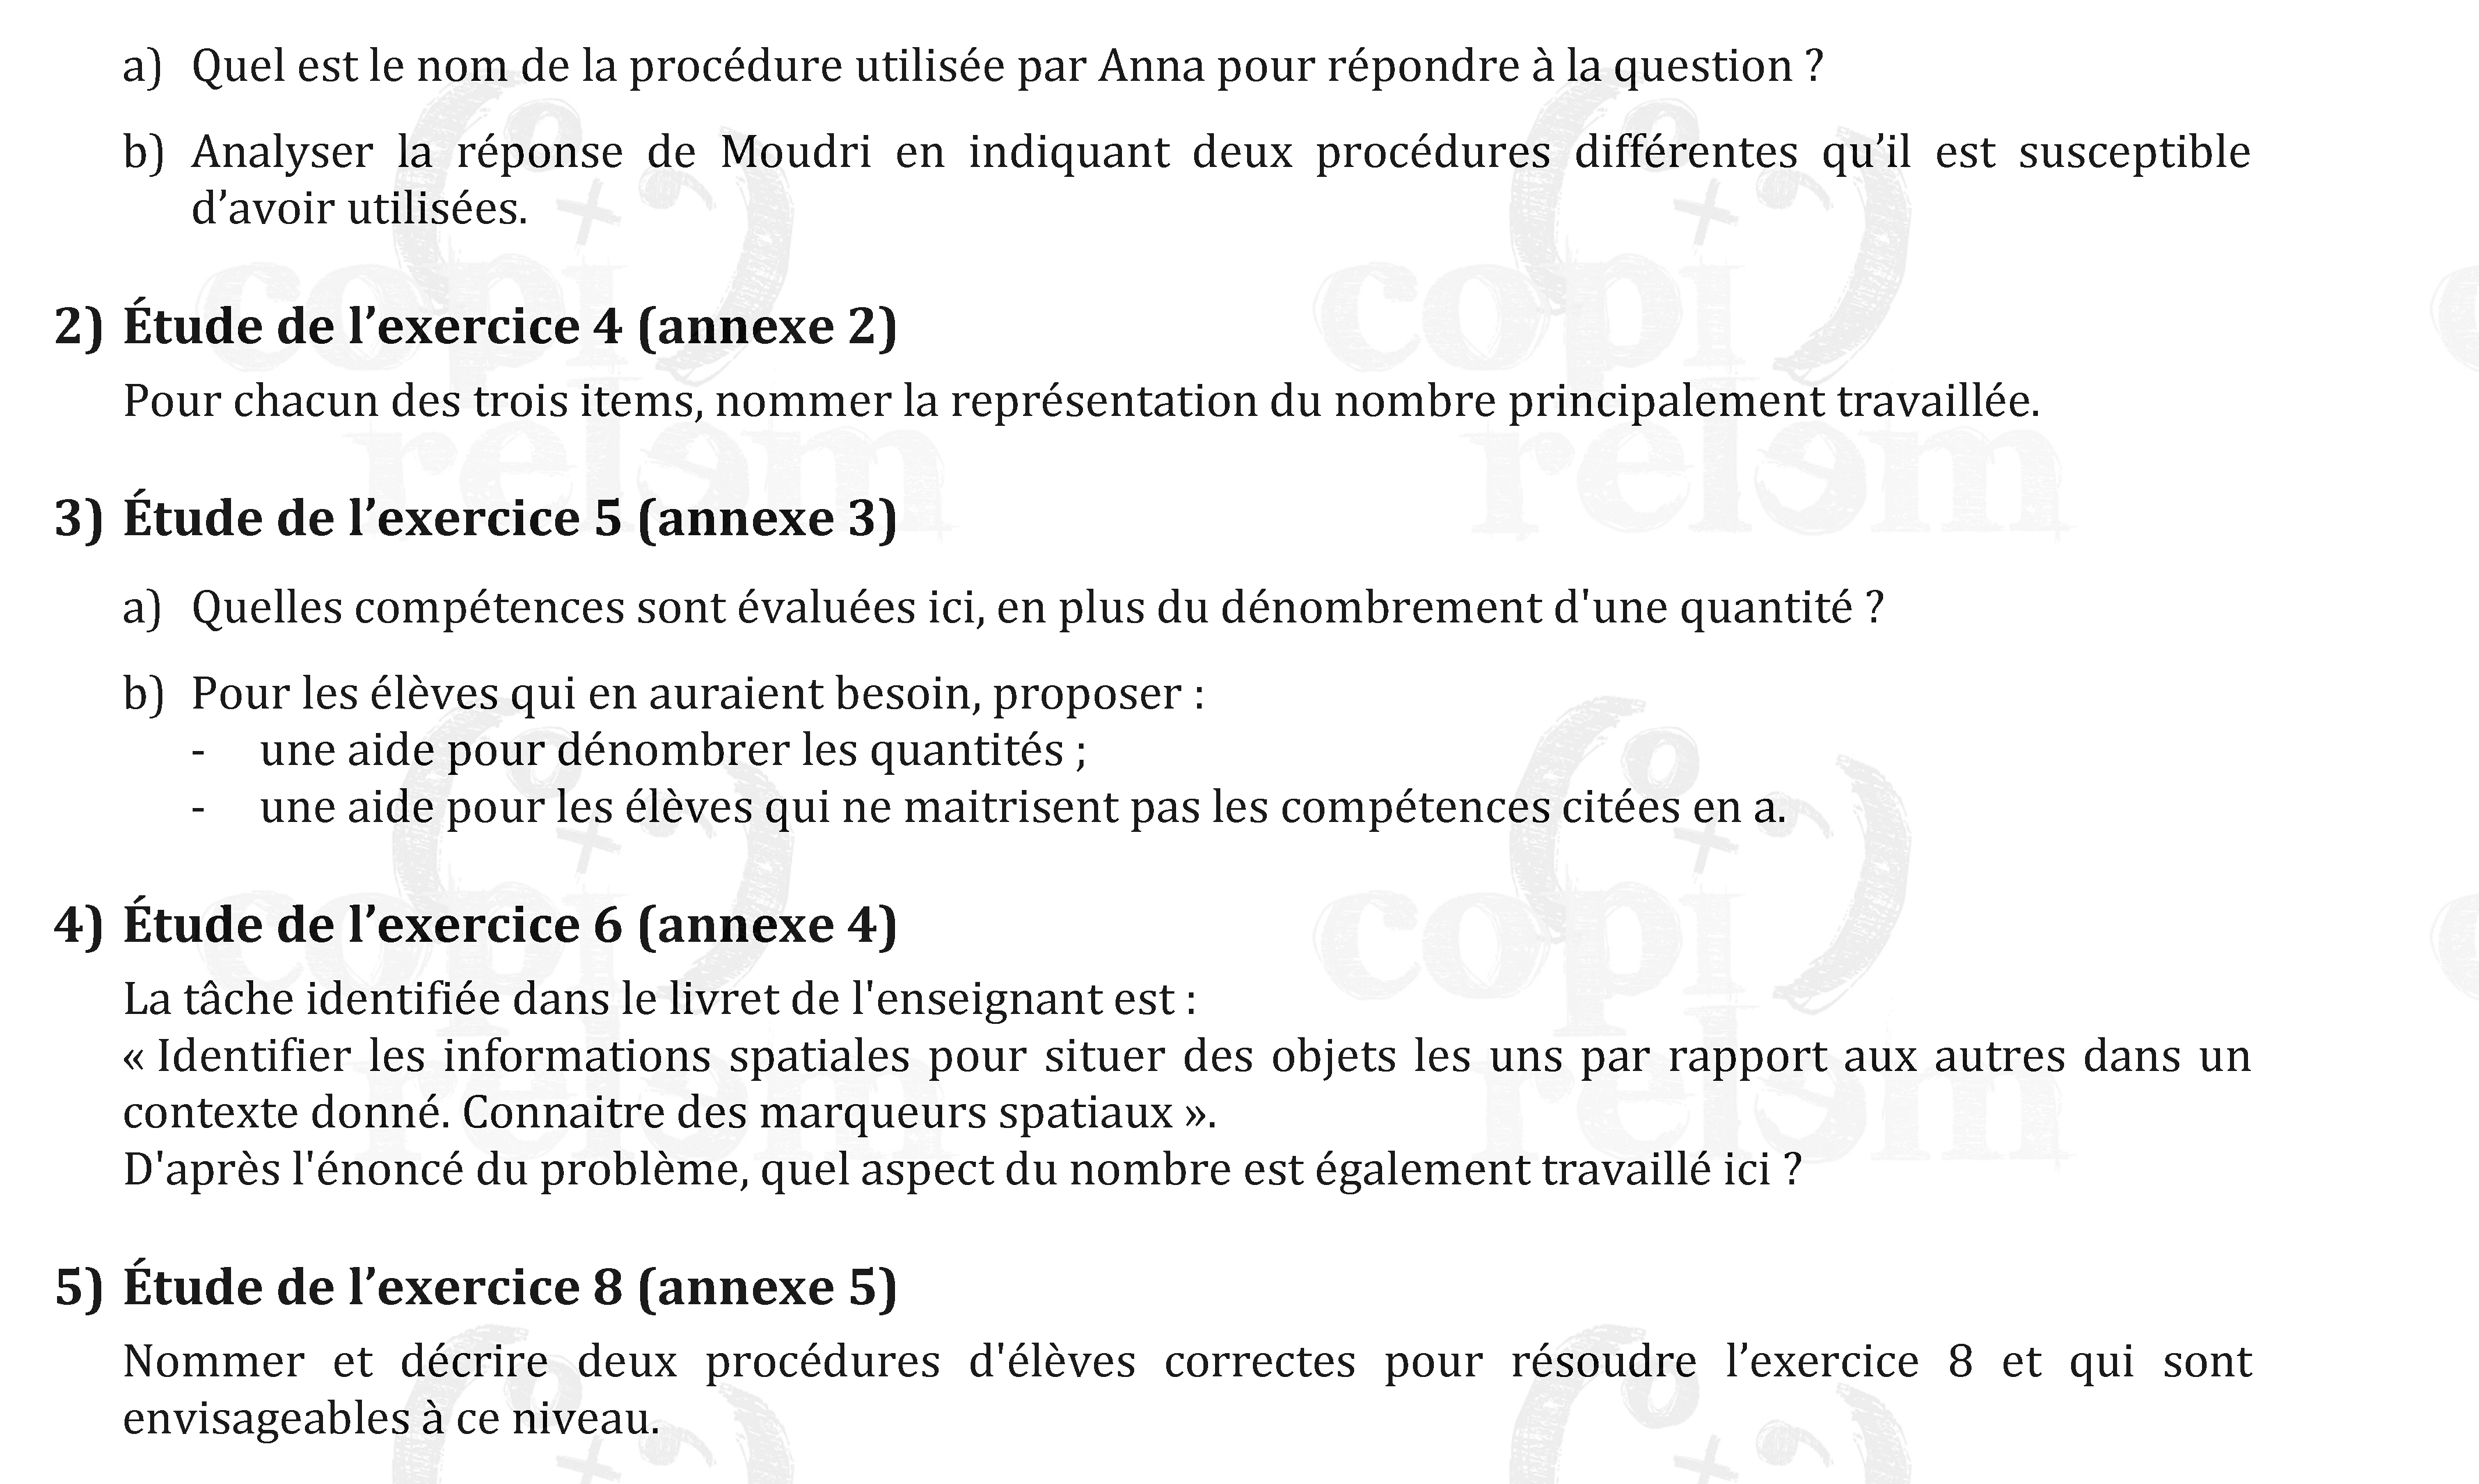 a) Quel est le nom de la procédure utilisée par Anna pour répondre à la question ?
b) Analyser la réponse de Moudri en indiquant deux procédures différentes qu’il est susceptible
d’avoir utilisées.
2) Étude de l’exercice 4 (annexe 2)
Pour chacun des trois items, nommer la représentation du nombre principalement travaillée.
3) Étude de l’exercice 5 (annexe 3)
a) Quelles compétences sont évaluées ici, en plus du dénombrement d'une quantité ?
b) Pour les élèves qui en auraient besoin, proposer :
- une aide pour dénombrer les quantités ;
- une aide pour les élèves qui ne maitrisent pas les compétences citées en a.
4) Étude de l’exercice 6 (annexe 4)
La tâche identifiée dans le livret de l'enseignant est :
« Identifier les informations spatiales pour situer des objets les uns par rapport aux autres dans un
contexte donné. Connaitre des marqueurs spatiaux ».
D'après l'énoncé du problème, quel aspect du nombre est également travaillé ici ?
5) Étude de l’exercice 8 (annexe 5)
Nommer et décrire deux procédures d'élèves correctes pour résoudre l’exercice 8 et qui sont
envisageables à ce niveau.
copi
relem
copi
relem
copi
relem
copi
relem